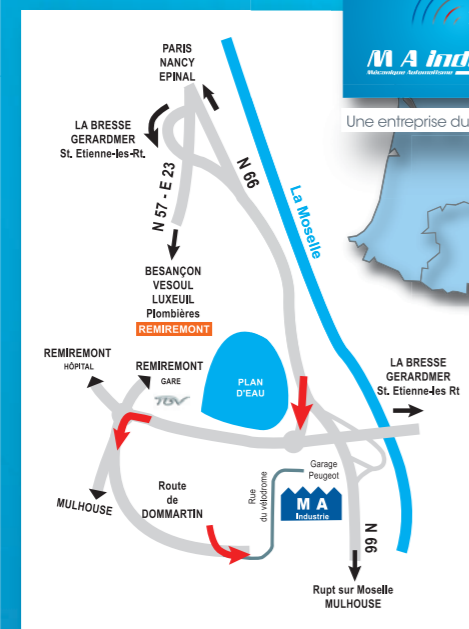 M A ind
Mécanique Automatisme
Une entreprise du
PARIS
NANCY
EPINAL
LA BRESSE
GERARDMER
St. Etienne-les-Rt.
N 66
N 57 - E 23
La Moselle
BESANÇON
VESOUL
LUXEUIL
Plombières
REMIREMONT
REMIREMONT
HÔPITAL
REMIREMONT
GARE
TGV
PLAN
D'EAU
LA BRESSE
GERARDMER
St. Etienne-les Rt
MULHOUSE
Route
de
DOMMARTIN
Rue
du vélodrome
Garage
Peugeot
M A
Industrie
N 66
Rupt sur Moselle
MULHOUSE